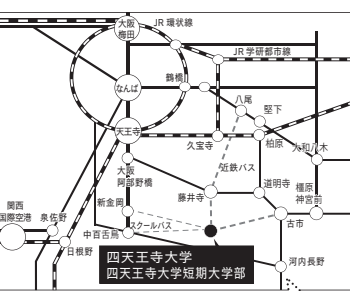 大阪
梅田
JR 環状線
JR 学研都市線
鶴橋
なんば
八尾
堅下
天王寺
久宝寺
柏原
大和八木
近鉄バス
大阪
阿部野橋
道明寺
藤井寺
橿原
神宮前
新金岡
関西
国際空港
泉佐野
スクールバス
古市
中百舌鳥
日根野
河内長野
四天王寺大学
四天王寺大学短期大学部